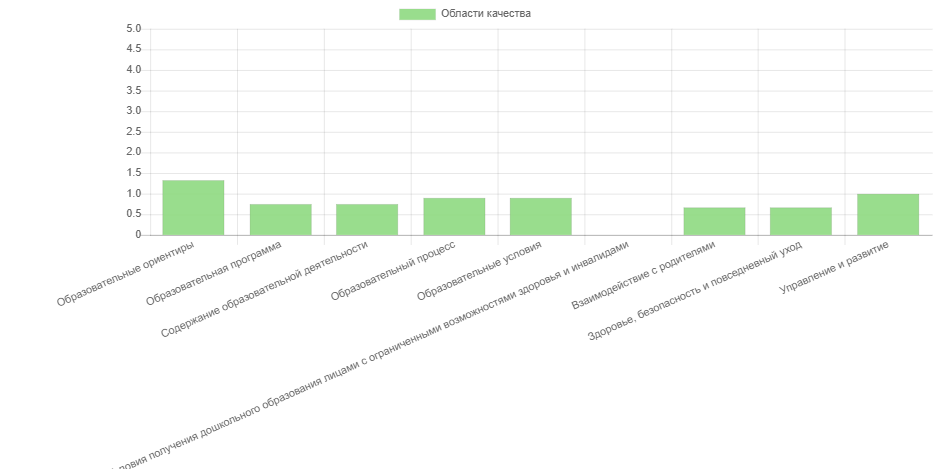 Области качества
5.0
4.5
4.0
3.5
3.0
2.5
2.0
1.5
1.0
0.5
0
Образовательные ориентиры
Образовательная программа
Содержание образовательной деятельности
Образовательный процесс
Образовательные условия
получения дошкольного образования лицами с ограниченными возможностями здоровья и инвалидами
Взаимодействие с родителями
Здоровье, безопасность и повседневный уход
Управление и развитие